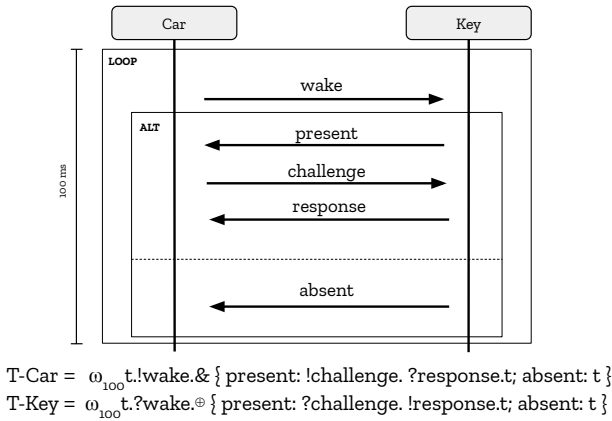 Car
Key
LOOP
wake
ALT
present
challenge
100 ms
response
absent
T-Car = ω₁₀₀t.!wake.& { present: !challenge. ?response.t; absent: t }
T-Key = ω₁₀₀t.?wake.⊕ { present: ?challenge. !response.t; absent: t }